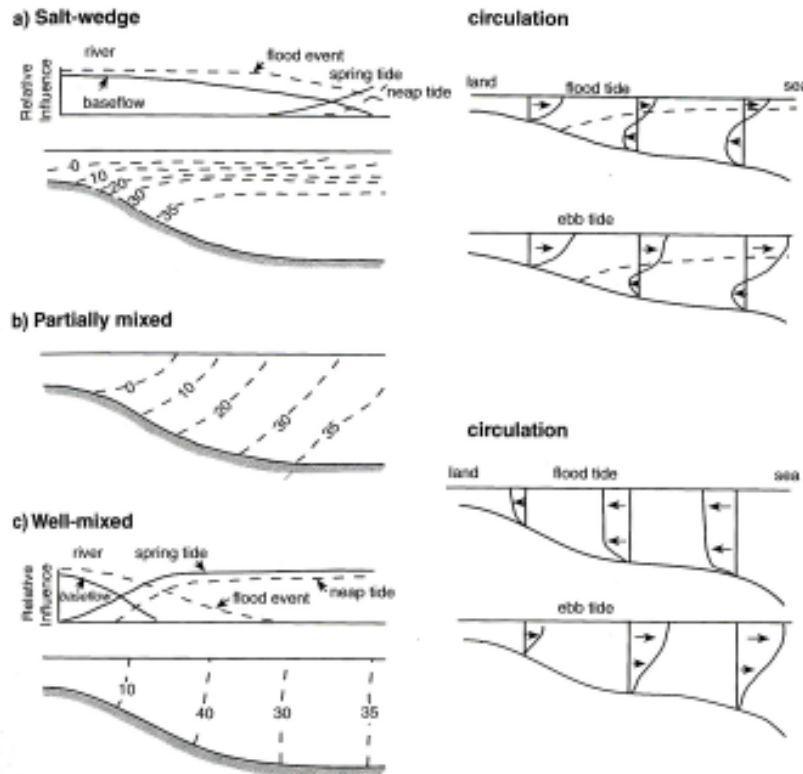 a) Salt-wedge
river
flood event
spring tide
neap tide
baseflow
Relative
Influence
0
10
20
30
35
circulation
land
flood tide
sea
ebb tide
b) Partially mixed
0
10
20
30
35
c) Well-mixed
river
spring tide
baseflow
flood event
neap tide
Relative
Influence
10
40
30
35
circulation
land
flood tide
sea
ebb tide